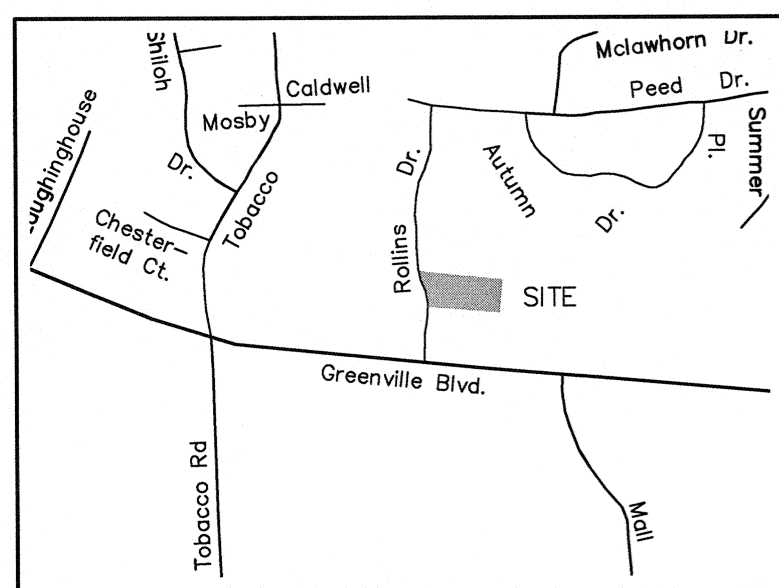 Shiloh
Dr.
Caldwell
Mosby
Mclawhorn Dr.
Peed Dr.
Summer
Pl.
Autumn
Dr.
Dr.
Rollins
Tobacco
Chester-
field Ct.
SITE
Greenville Blvd.
Tobacco Rd
Mall